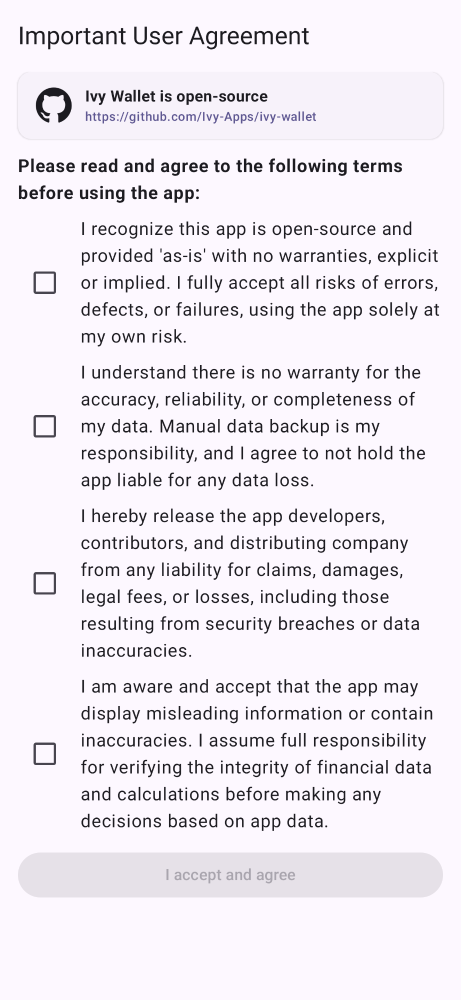 Important User Agreement
Ivy Wallet is open-source
https://github.com/Ivy-Apps/ivy-wallet
Please read and agree to the following terms
before using the app:
I recognize this app is open-source and
provided 'as-is' with no warranties, explicit
or implied. I fully accept all risks of errors,
defects, or failures, using the app solely at
my own risk.
I understand there is no warranty for the
accuracy, reliability, or completeness of
my data. Manual data backup is my
responsibility, and I agree to not hold the
app liable for any data loss.
I hereby release the app developers,
contributors, and distributing company
from any liability for claims, damages,
legal fees, or losses, including those
resulting from security breaches or data
inaccuracies.
I am aware and accept that the app may
display misleading information or contain
inaccuracies. I assume full responsibility
for verifying the integrity of financial data
and calculations before making any
decisions based on app data.
I accept and agree